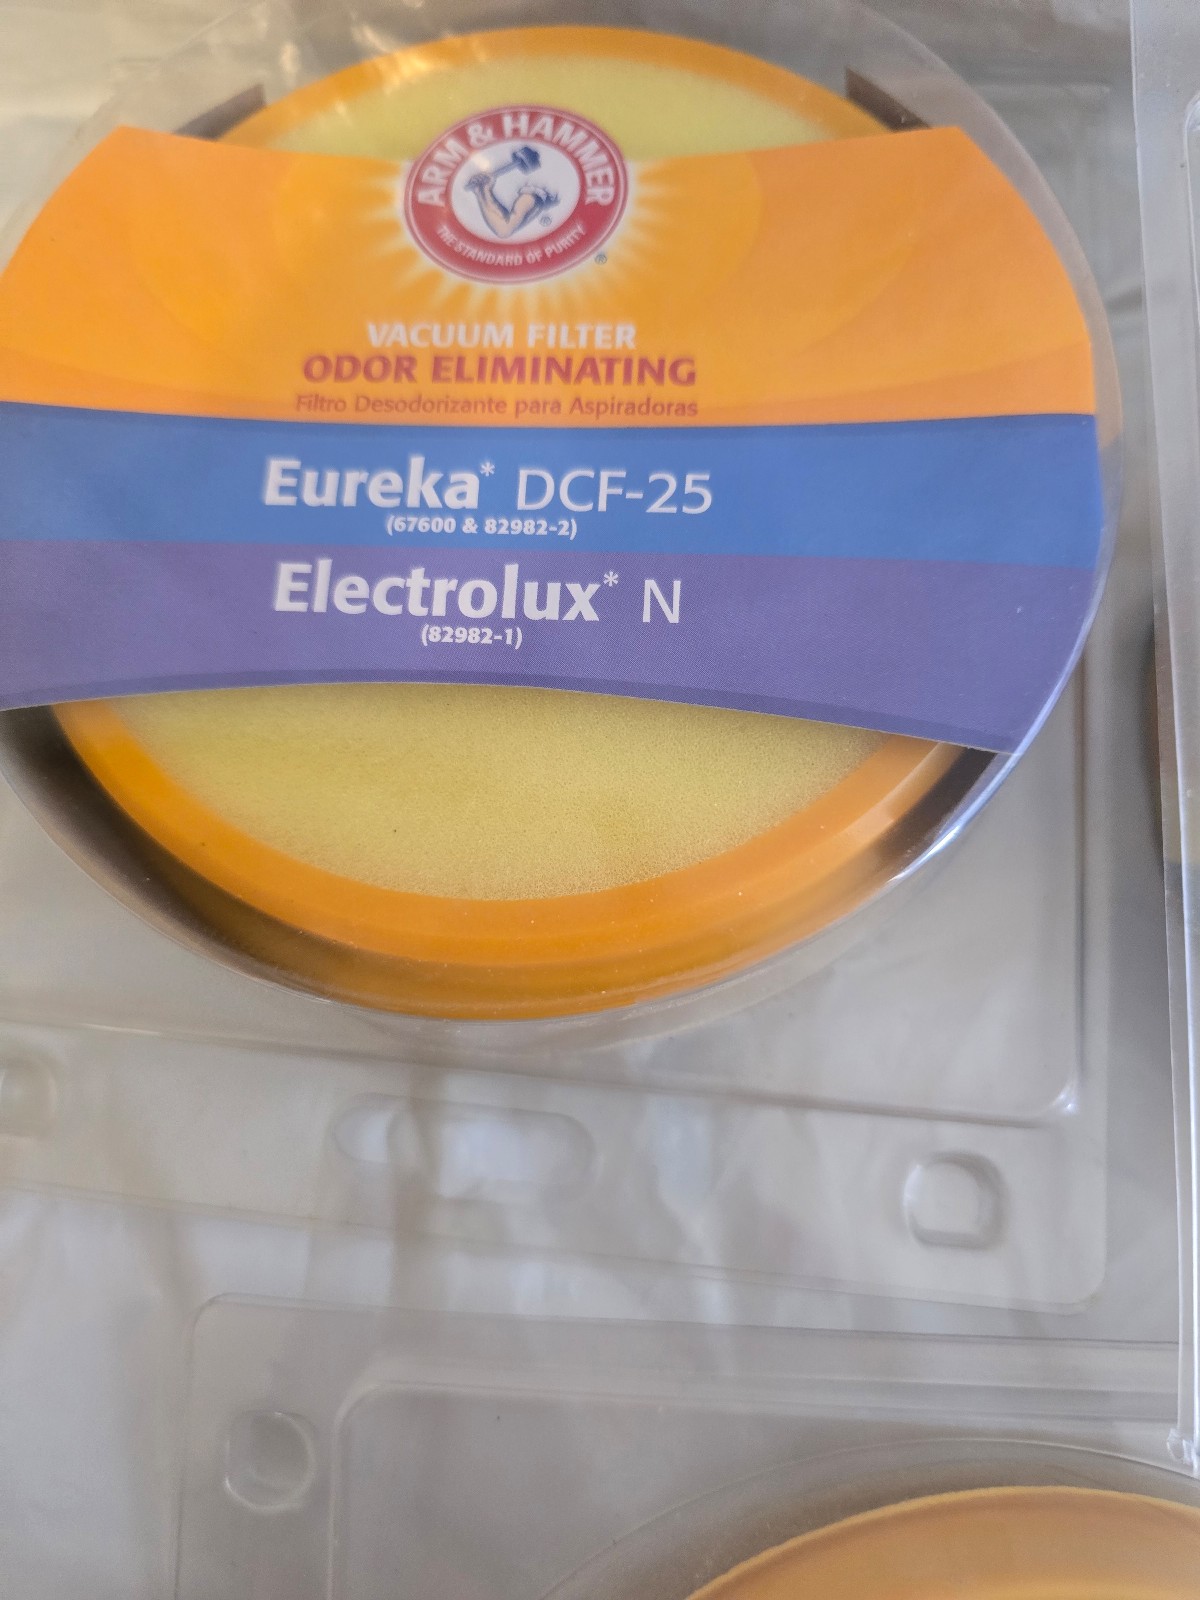 ARM & HAMMER
THE STANDARD OF PURITY
®
®
VACUUM FILTER
ODOR ELIMINATING
Filtro Desodorizante para Aspiradoras
Eureka* DCF-25
(67600 & 82982-2)
Electrolux* N
(82982-1)